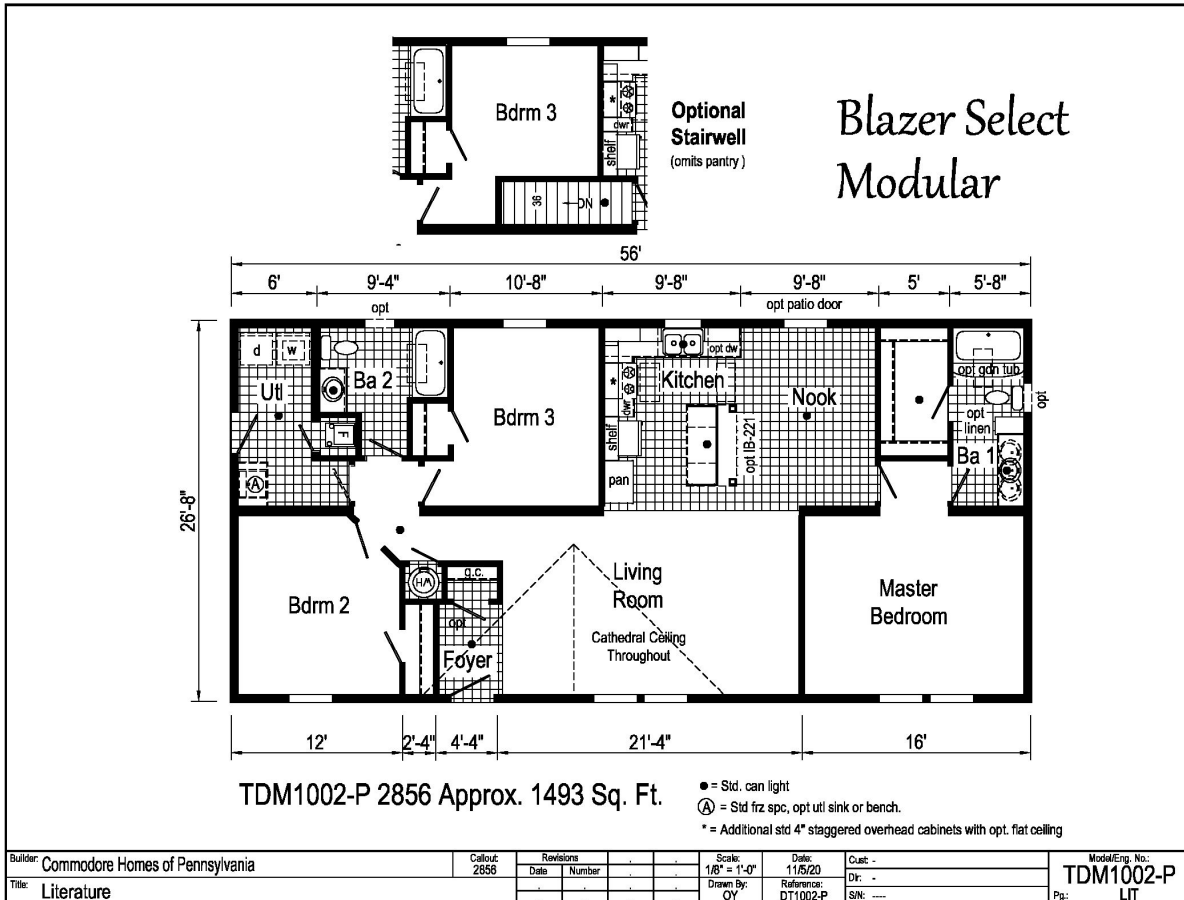 Bdrm 3
*
dwr
shelf
36
DN
Optional
Stairwell
(omits pantry )
Blazer Select
Modular
56'
6'
9'-4"
10'-8"
9'-8"
9'-8"
5'
5'-8"
opt
opt patio door
26'-8"
d
w
Utl
A
Ba 2
F
Bdrm 3
*
dwr
shelf
pan
Kitchen
opt dw
opt IB-221
Nook
opt gdn tub
opt
linen
opt
Ba 1
Bdrm 2
W/H
g.c.
opt
Foyer
Living
Room
Cathedral Ceiling
Throughout
Master
Bedroom
12'
2'-4"
4'-4"
21'-4"
16'
TDM1002-P 2856 Approx. 1493 Sq. Ft.
● = Std. can light
Ⓐ = Std frz spc, opt utl sink or bench.
* = Additional std 4" staggered overhead cabinets with opt. flat ceiling
Builder: Commodore Homes of Pennsylvania
Title: Literature
Callout:
2856
Revisions
Date Number
Scale:
1/8" = 1'-0"
Drawn By:
OY
Date:
11/5/20
Reference:
DT1002-P
Cust: -
Dir: -
S/N: ----
Model/Eng. No.:
TDM1002-P
Pg.: LIT